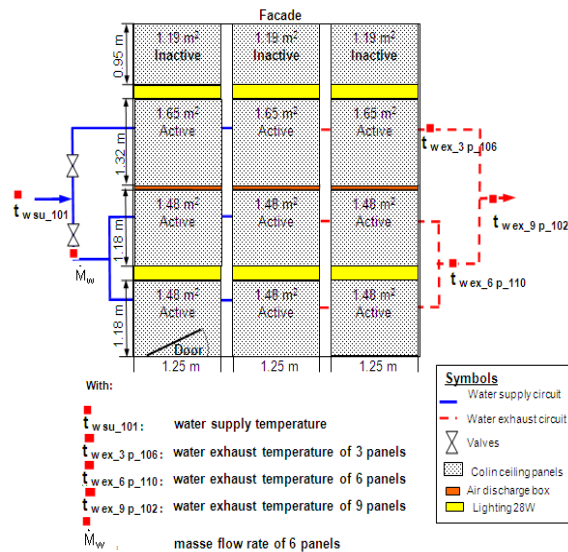 Facade
0.95 m
1.19 m² 1.19 m² 1.19 m²
Inactive Inactive Inactive
1.32 m
1.65 m² 1.65 m² 1.65 m²
Active Active Active
t w ex_3 p_106
t w su_101
t w ex_9 p_102
1.18 m
1.48 m² 1.48 m² 1.48 m²
Active Active Active
Ṁw
t w ex_6 p_110
1.18 m
1.48 m² 1.48 m² 1.48 m²
Active Active Active
Door
1.25 m 1.25 m 1.25 m
With:
t w su_101 : water supply temperature
t w ex_3 p_106 : water exhaust temperature of 3 panels
t w ex_6 p_110 : water exhaust temperature of 6 panels
t w ex_9 p_102 : water exhaust temperature of 9 panels
Ṁw masse flow rate of 6 panels
Symbols
Water supply circuit
Water exhaust circuit
Valves
Colin ceiling panels
Air discharge box
Lighting 28W